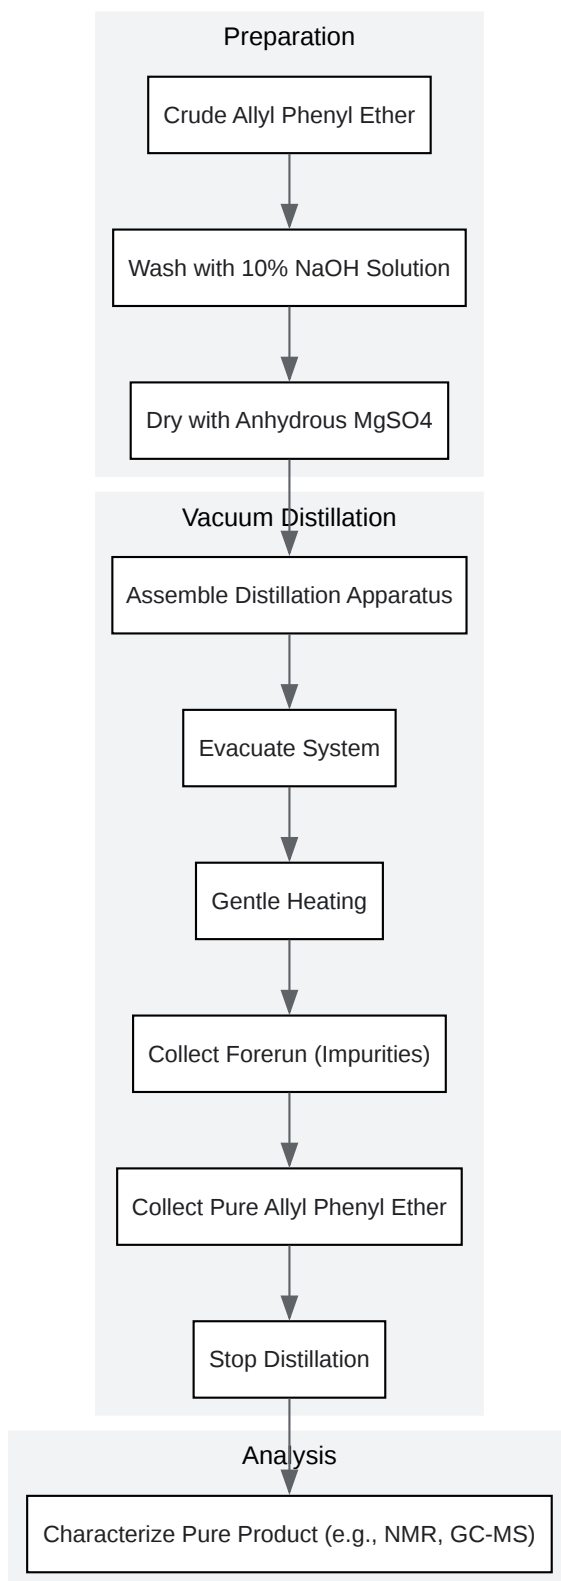 Preparation
Crude Allyl Phenyl Ether
Wash with 10% NaOH Solution
Dry with Anhydrous MgSO4
Vacuum Distillation
Assemble Distillation Apparatus
Evacuate System
Gentle Heating
Collect Forerun (Impurities)
Collect Pure Allyl Phenyl Ether
Stop Distillation
Analysis
Characterize Pure Product (e.g., NMR, GC-MS)